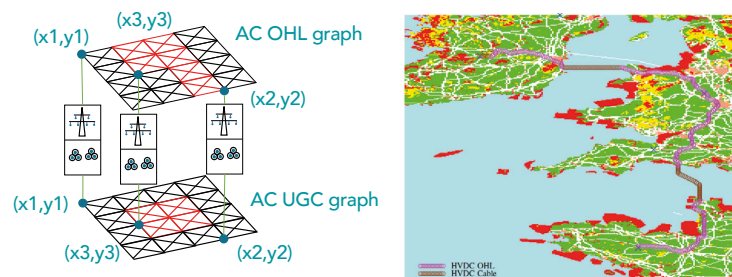 (x3,y3)
AC OHL graph
(x1,y1)
(x2,y2)
(x1,y1)
AC UGC graph
(x3,y3)
(x2,y2)
HVDC OHL
HVDC Cable